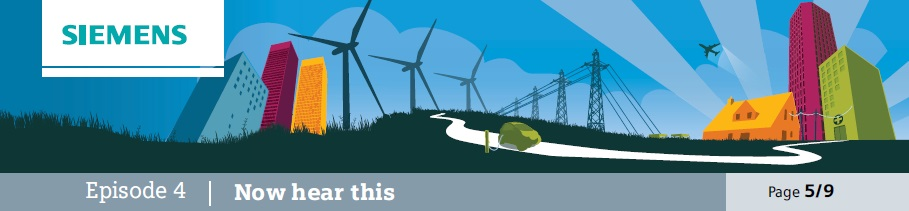 SIEMENS
Episode 4 | Now hear this
Page 5/9